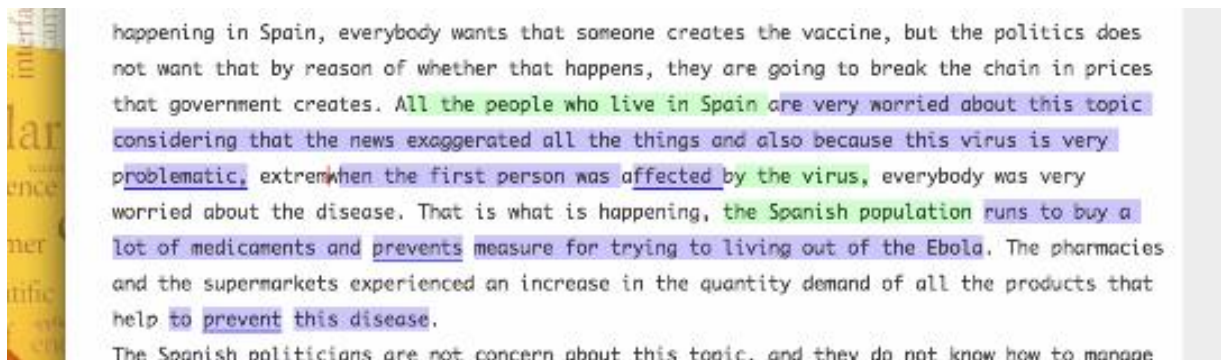 happening in Spain, everybody wants that someone creates the vaccine, but the politics does
not want that by reason of whether that happens, they are going to break the chain in prices
that government creates. All the people who live in Spain are very worried about this topic
considering that the news exaggerated all the things and also because this virus is very
problematic, extremwhen the first person was affected by the virus, everybody was very
worried about the disease. That is what is happening, the Spanish population runs to buy a
lot of medicaments and prevents measure for trying to living out of the Ebola. The pharmacies
and the supermarkets experienced an increase in the quantity demand of all the products that
help to prevent this disease.
The Spanish politicians are not concern about this topic, and they do not know how to manage